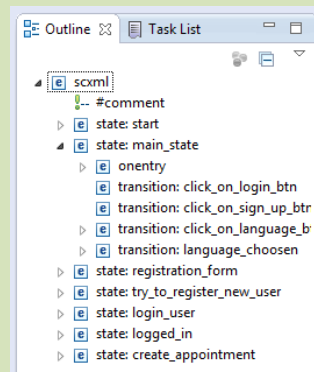 Outline Task List
scxml
#comment
state: start
state: main_state
onentry
transition: click_on_login_btn
transition: click_on_sign_up_btn
transition: click_on_language_b
transition: language_choosen
state: registration_form
state: try_to_register_new_user
state: login_user
state: logged_in
state: create_appointment